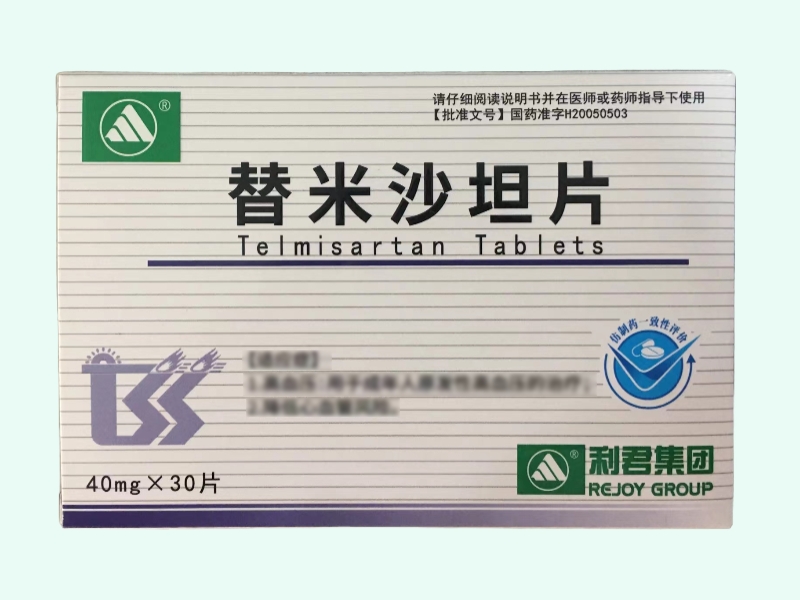 请仔细阅读说明书并在医师或药师指导下使用
【批准文号】国药准字H20050503
®
替米沙坦片
Telmisartan Tablets
仿制药一致性评价
40mg×30片
®
利君集团
REJOY GROUP